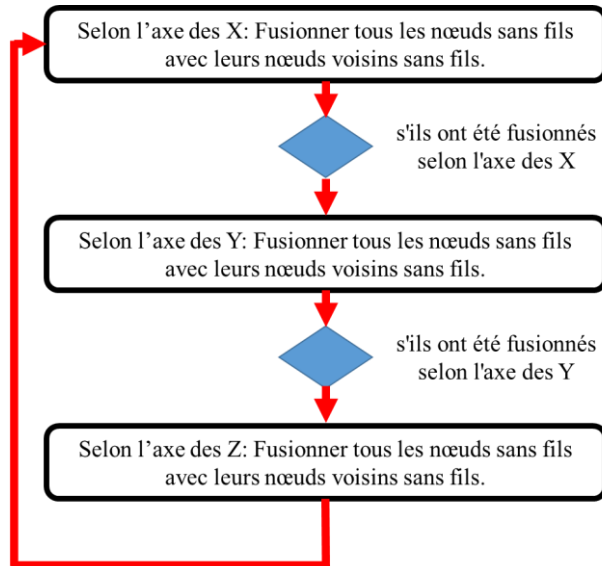 Selon l’axe des X: Fusionner tous les nœuds sans fils
avec leurs nœuds voisins sans fils.
s'ils ont été fusionnés
selon l'axe des X
Selon l’axe des Y: Fusionner tous les nœuds sans fils
avec leurs nœuds voisins sans fils.
s'ils ont été fusionnés
selon l'axe des Y
Selon l’axe des Z: Fusionner tous les nœuds sans fils
avec leurs nœuds voisins sans fils.